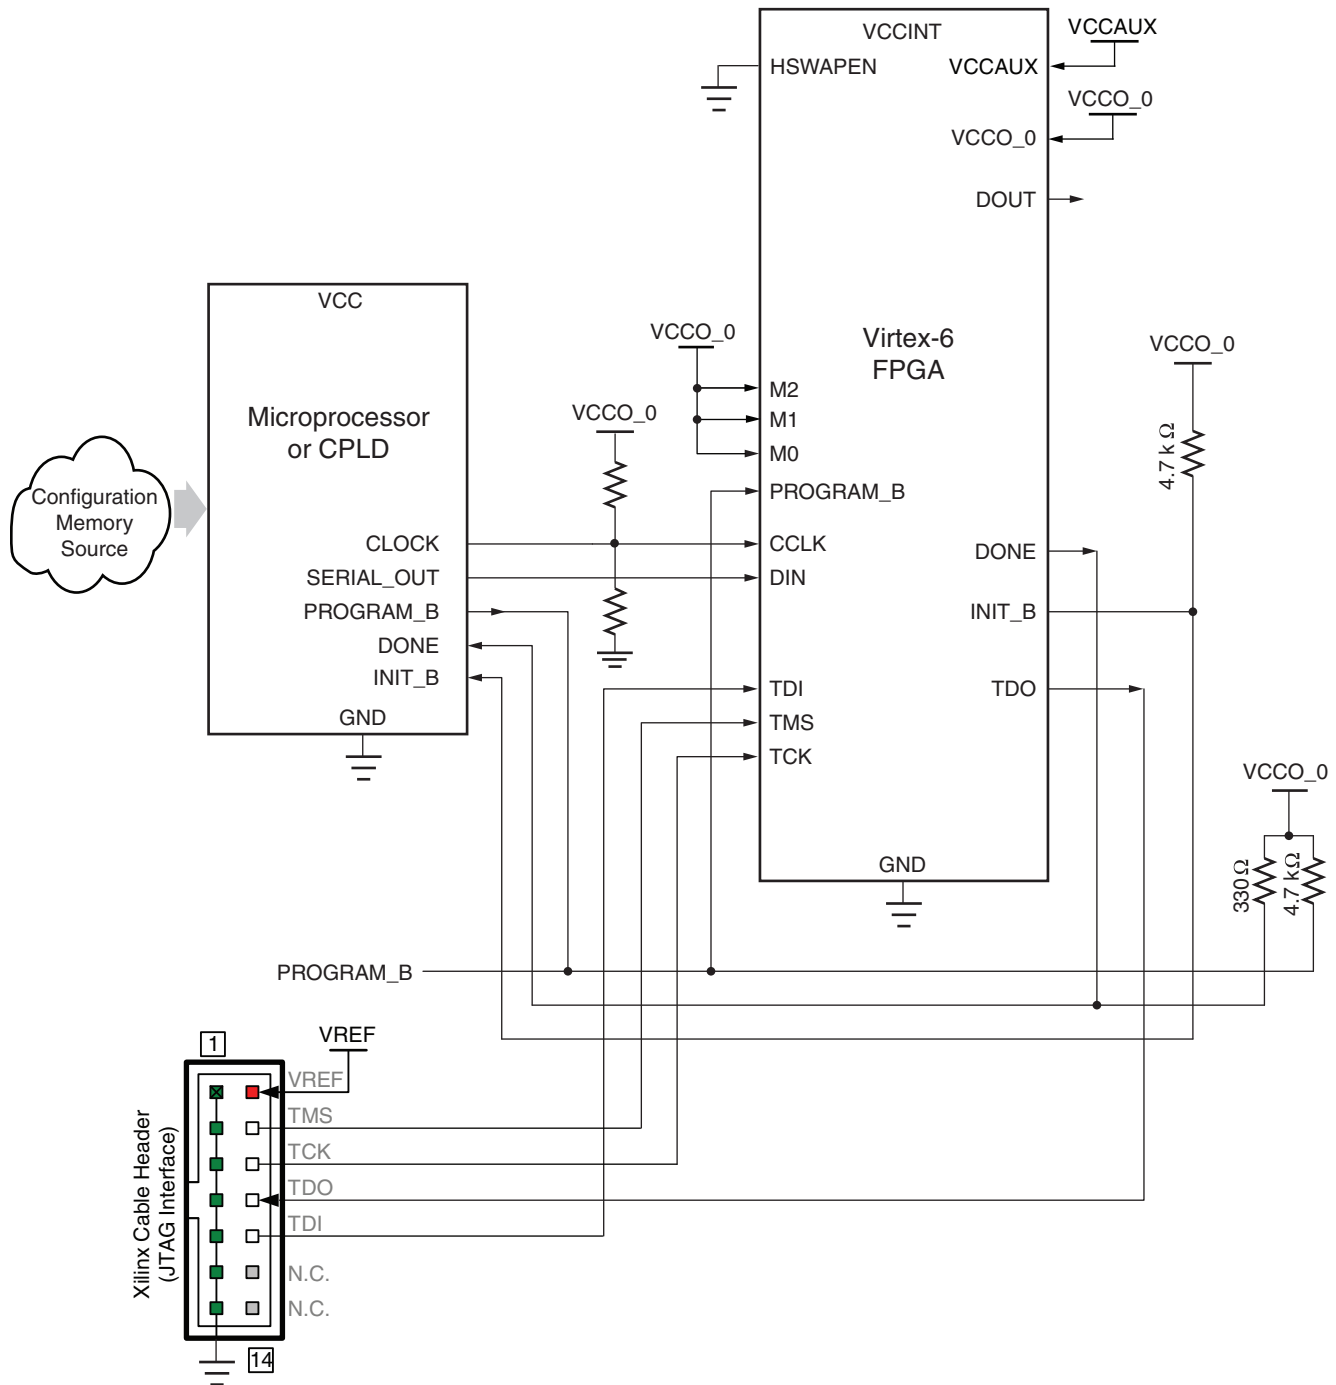 VCCINT
VCCAUX
HSWAPEN
VCCAUX
VCCO_0
VCCO_0
DOUT
VCC
Microprocessor
or CPLD
Configuration
Memory
Source
CLOCK
SERIAL_OUT
PROGRAM_B
DONE
INIT_B
GND
VCCO_0
VCCO_0
Virtex-6
FPGA
M2
M1
M0
PROGRAM_B
CCLK
DIN
TDI
TMS
TCK
DONE
INIT_B
TDO
GND
VCCO_0
4.7 k Ω
VCCO_0
330 Ω
4.7 kΩ
PROGRAM_B
1
VREF
VREF
TMS
TCK
TDO
TDI
N.C.
N.C.
14
Xilinx Cable Header
(JTAG Interface)